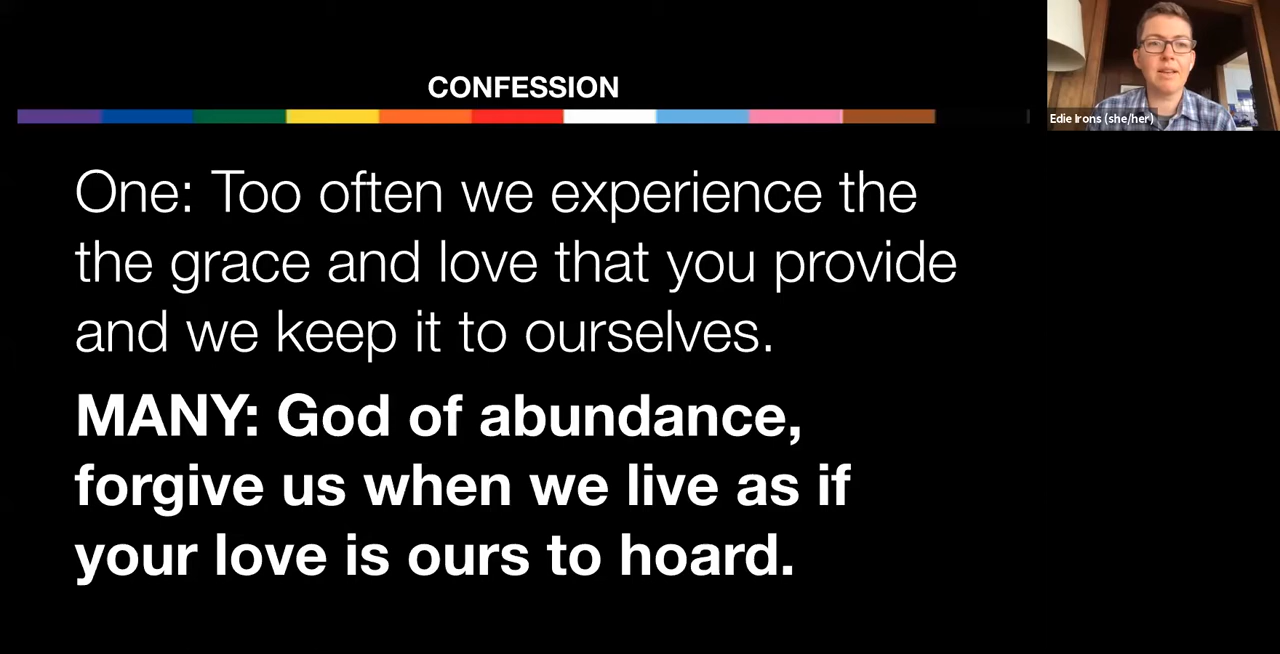 CONFESSION
Edie Irons (she/her)
One: Too often we experience the
the grace and love that you provide
and we keep it to ourselves.
MANY: God of abundance,
forgive us when we live as if
your love is ours to hoard.